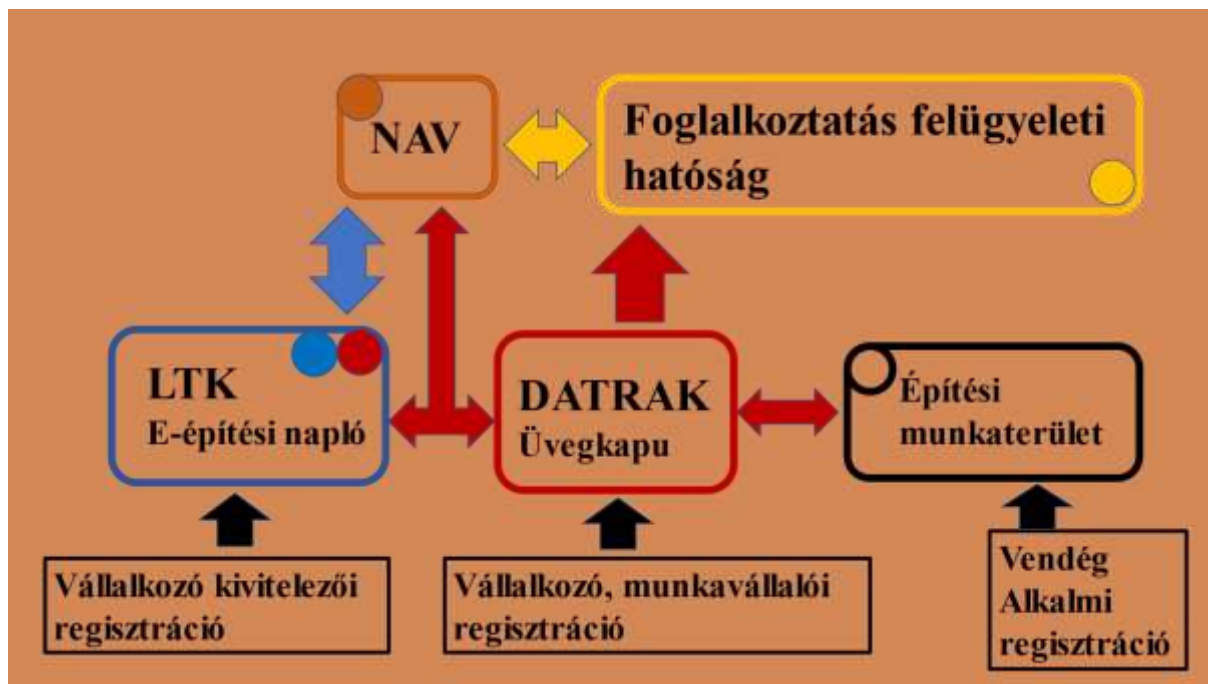 NAV
Foglalkoztatás felügyeleti
hatóság
LTK
E-építési napló
DATRAK
Üvegkapu
Építési
munkaterület
Vállalkozó kivitelezői
regisztráció
Vállalkozó, munkavállalói
regisztráció
Vendég
Alkalmi
regisztráció